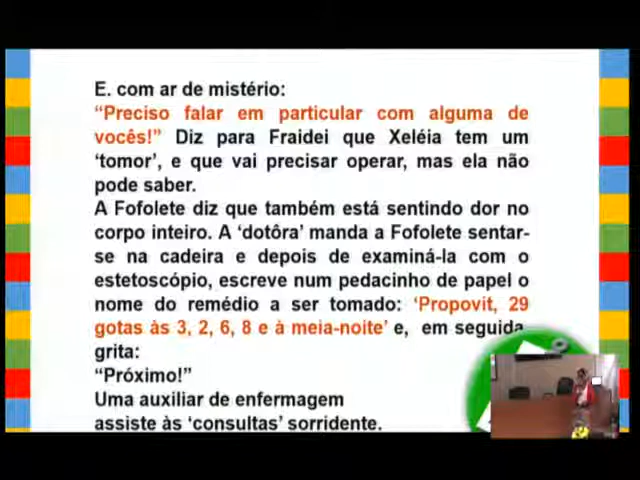 E. com ar de mistério:
“Preciso falar em particular com alguma de
vocês!” Diz para Fraidei que Xeléia tem um
‘tomor’, e que vai precisar operar, mas ela não
pode saber.
A Fofolete diz que também está sentindo dor no
corpo inteiro. A ‘dotôra’ manda a Fofolete sentar-
se na cadeira e depois de examiná-la com o
estetoscópio, escreve num pedacinho de papel o
nome do remédio a ser tomado: ‘Propovit, 29
gotas às 3, 2, 6, 8 e à meia-noite’ e, em seguida,
grita:
“Próximo!”
Uma auxiliar de enfermagem
assiste às ‘consultas’ sorridente.